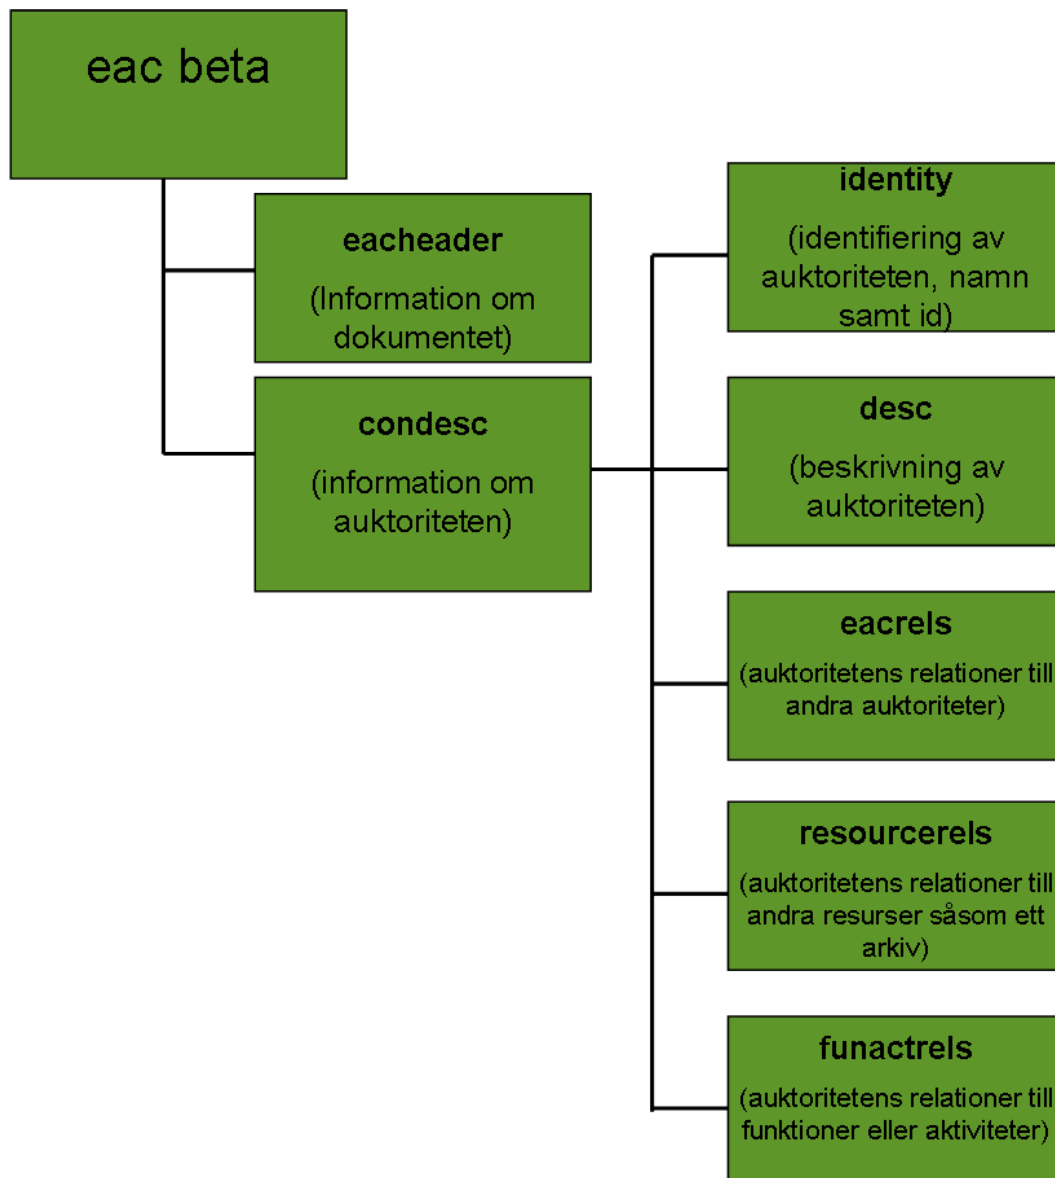 eac beta
eacheader
(Information om
dokumentet)
condesc
(information om
auktoriteten)
identity
(identifiering av
auktoriteten, namn
samt id)
desc
(beskrivning av
auktoriteten)
eacrels
(auktoritetens relationer till
andra auktoriteter)
resourcerels
(auktoritetens relationer till
andra resurser såsom ett
arkiv)
funactrels
(auktoritetens relationer till
funktioner eller aktiviteter)